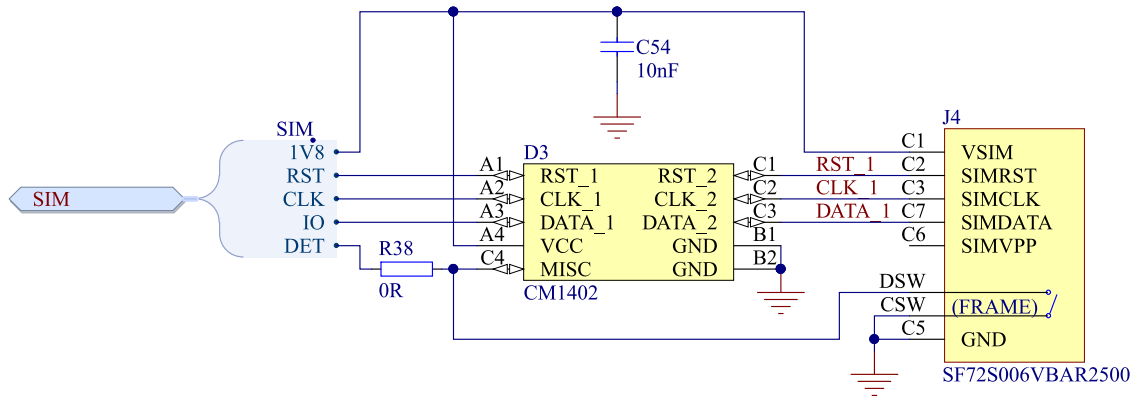 SIM
SIM
1V8
RST
CLK
IO
DET
R38
0R
C54
10nF
D3
A1 RST_1 RST_2 C1
A2 CLK_1 CLK_2 C2
A3 DATA_1 DATA_2 C3
A4 VCC GND B1
C4 MISC GND B2
CM1402
RST_1
CLK_1
DATA_1
J4
C1 VSIM
C2 SIMRST
C3 SIMCLK
C7 SIMDATA
C6 SIMVPP
DSW
CSW (FRAME)
C5 GND
SF72S006VBAR2500